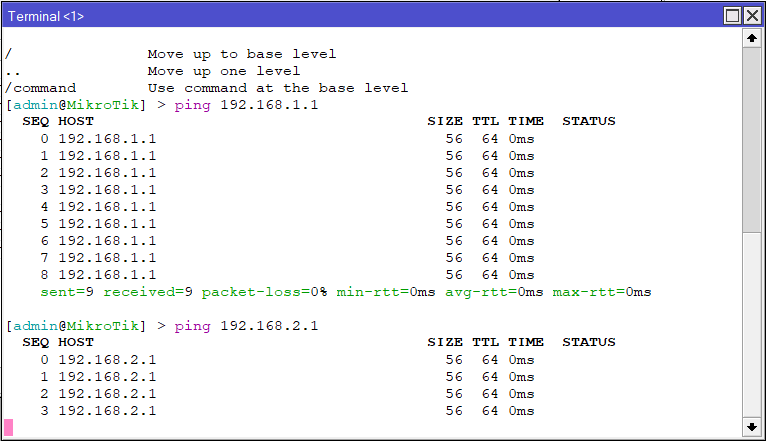 Terminal <1>
/ Move up to base level
.. Move up one level
/command Use command at the base level
[admin@MikroTik] > ping 192.168.1.1
SEQ HOST SIZE TTL TIME STATUS
0 192.168.1.1 56 64 0ms
1 192.168.1.1 56 64 0ms
2 192.168.1.1 56 64 0ms
3 192.168.1.1 56 64 0ms
4 192.168.1.1 56 64 0ms
5 192.168.1.1 56 64 0ms
6 192.168.1.1 56 64 0ms
7 192.168.1.1 56 64 0ms
8 192.168.1.1 56 64 0ms
sent=9 received=9 packet-loss=0% min-rtt=0ms avg-rtt=0ms max-rtt=0ms
[admin@MikroTik] > ping 192.168.2.1
SEQ HOST SIZE TTL TIME STATUS
0 192.168.2.1 56 64 0ms
1 192.168.2.1 56 64 0ms
2 192.168.2.1 56 64 0ms
3 192.168.2.1 56 64 0ms